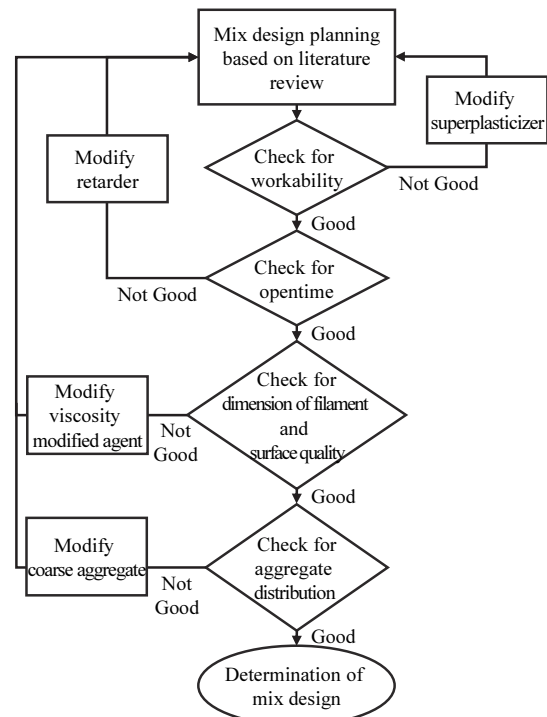 Mix design planning
based on literature
review
Modify
superplasticizer
Modify
retarder
Check for
workability
Not Good
Good
Check for
opentime
Not Good
Good
Check for
dimension of filament
and
surface quality
Modify
viscosity
modified agent
Not
Good
Good
Check for
aggregate
distribution
Modify
coarse aggregate
Not
Good
Good
Determination of
mix design